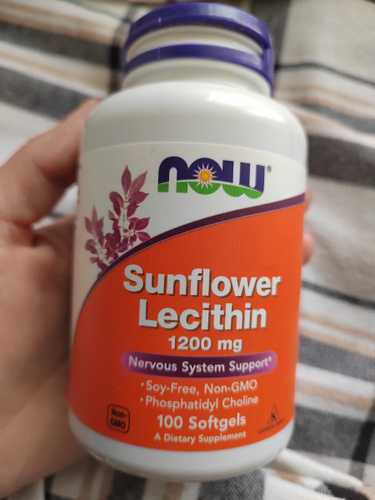 NOW®
Sunflower
Lecithin
1200 mg
Nervous System Support*
• Soy-Free, Non-GMO
• Phosphatidyl Choline
100 Softgels
A Dietary Supplement
Non-
GMO